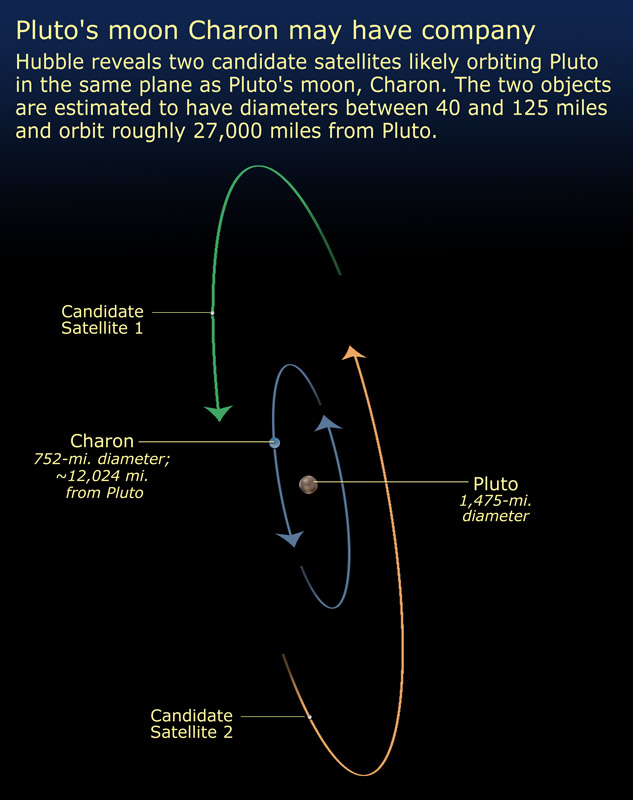 Pluto's moon Charon may have company
Hubble reveals two candidate satellites likely orbiting Pluto
in the same plane as Pluto's moon, Charon. The two objects
are estimated to have diameters between 40 and 125 miles
and orbit roughly 27,000 miles from Pluto.
Candidate
Satellite 1
Charon
752-mi. diameter;
~12,024 mi.
from Pluto
Pluto
1,475-mi.
diameter
Candidate
Satellite 2